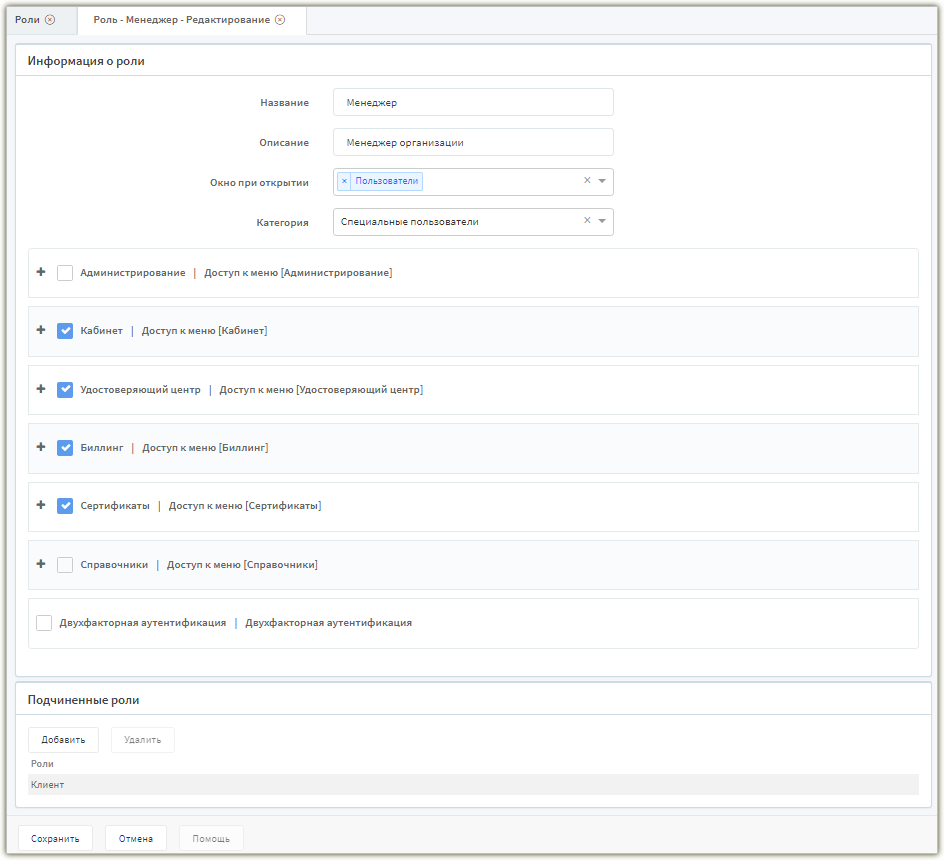 Роли Роль - Менеджер - Редактирование
Информация о роли
Название Менеджер
Описание Менеджер организации
Окно при открытии × Пользователи ×
Категория Специальные пользователи ×
+ Администрирование | Доступ к меню [Администрирование]
+ Кабинет | Доступ к меню [Кабинет]
+ Удостоверяющий центр | Доступ к меню [Удостоверяющий центр]
+ Биллинг | Доступ к меню [Биллинг]
+ Сертификаты | Доступ к меню [Сертификаты]
+ Справочники | Доступ к меню [Справочники]
Двухфакторная аутентификация | Двухфакторная аутентификация
Подчиненные роли
Добавить Удалить
Роли
Клиент
Сохранить Отмена Помощь